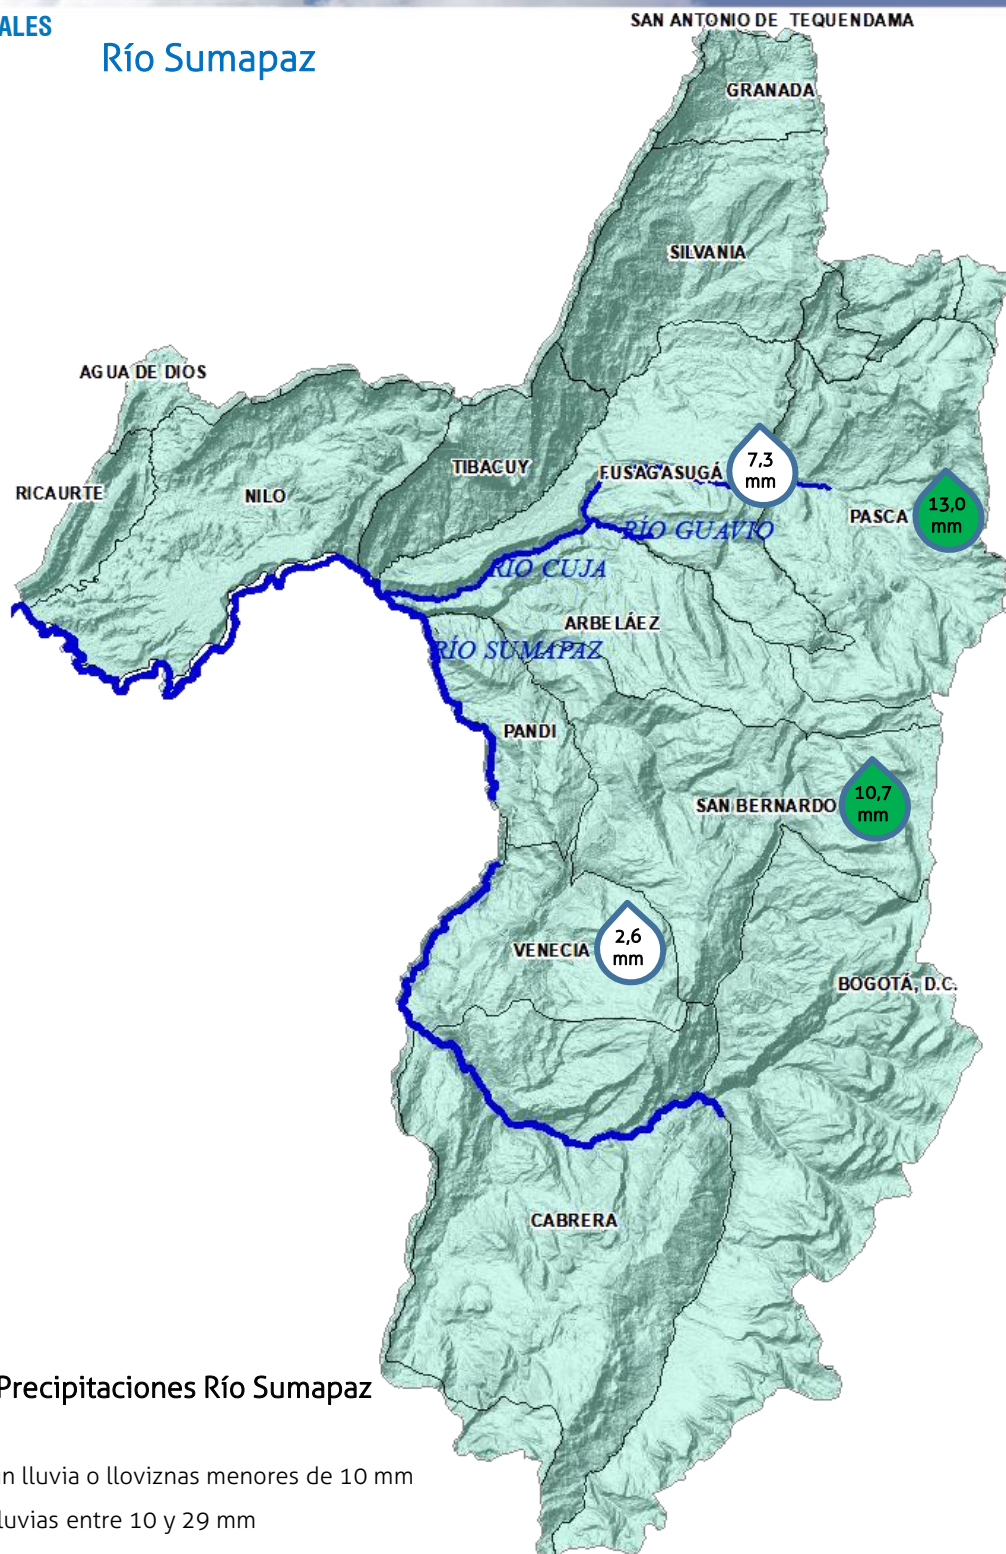 ALES
Río Sumapaz
SAN ANTONIO DE TEQUENDAMA
GRANADA
SILVANIA
AGUA DE DIOS
TIBACUY
FUSAGASUGÁ
7,3
mm
RICAURTE
NILO
PASCA
13,0
mm
RÍO GUAVIO
RÍO CUJA
ARBELÁEZ
RÍO SUMAPAZ
PANDI
SAN BERNARDO
10,7
mm
VENECIA
2,6
mm
BOGOTÁ, D.C.
CABRERA
Precipitaciones Río Sumapaz
n lluvia o lloviznas menores de 10 mm
luvias entre 10 y 29 mm